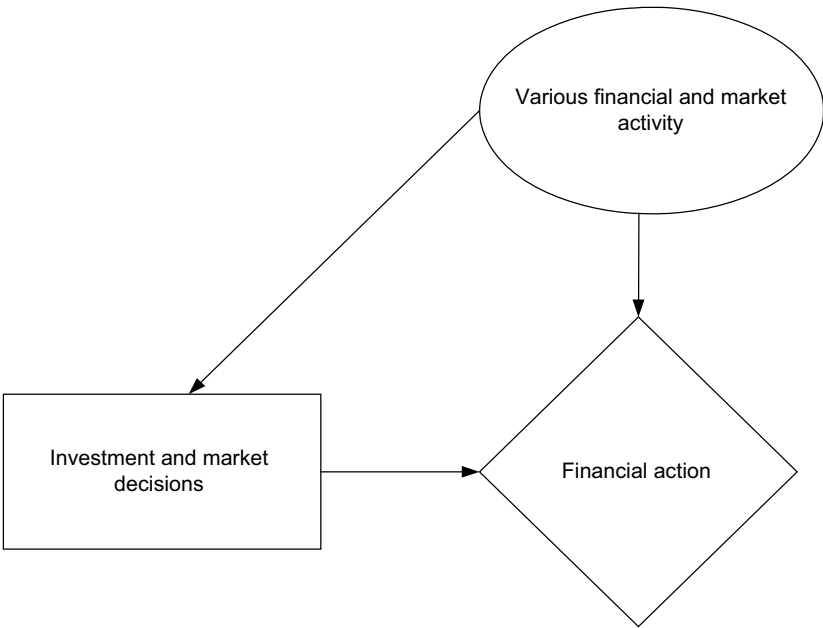 Various financial and market
activity
Investment and market
decisions
Financial action